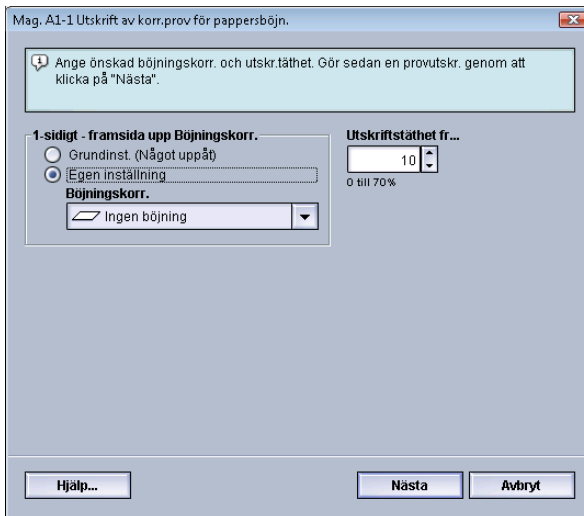 Mag. A1-1 Utskrift av korr.prov för pappersböjn.
Ange önskad böjningskorr. och utskr.täthet. Gör sedan en provutskr. genom att
klicka på "Nästa".
1-sidigt - framsida upp Böjningskorr.
Grundinst. (Något uppåt)
Egen inställning
Böjningskorr.
Ingen böjning
Utskriftstäthet fr...
10
0 till 70%
Hjälp...
Nästa
Avbryt